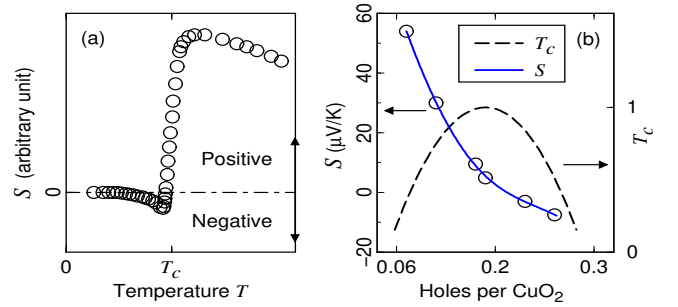 (a)
S (arbitrary unit)
0
Positive
Negative
0
T_c
Temperature T
(b)
T_c
S
S (μV/K)
60
40
20
0
−20
0.06
0.2
0.3
Holes per CuO₂
1
0
T_c